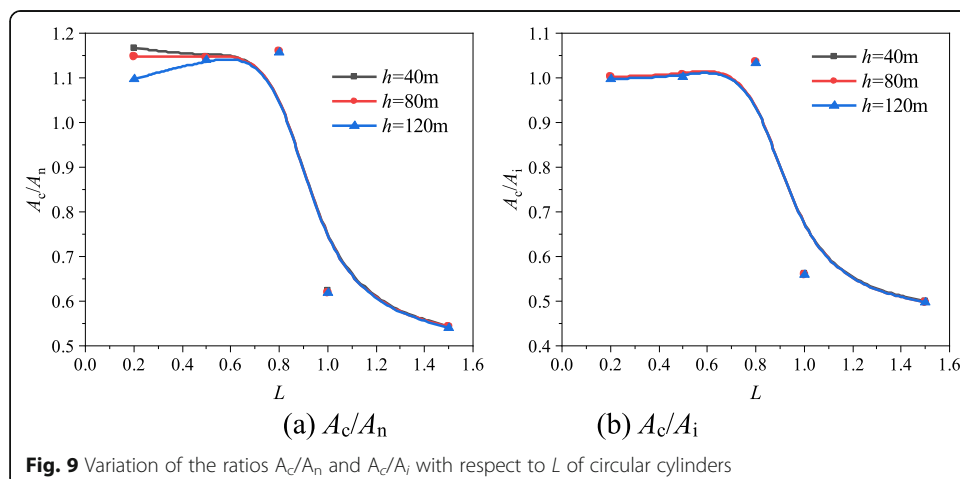 1.2
1.1
1.0
0.9
0.8
0.7
0.6
0.5
Ac/An
h=40m
h=80m
h=120m
0.0 0.2 0.4 0.6 0.8 1.0 1.2 1.4 1.6
L
(a) Ac/An
1.1
1.0
0.9
0.8
0.7
0.6
0.5
0.4
Ac/Ai
h=40m
h=80m
h=120m
0.0 0.2 0.4 0.6 0.8 1.0 1.2 1.4 1.6
L
(b) Ac/Ai
Fig. 9 Variation of the ratios Ac/An and Ac/Ai with respect to L of circular cylinders